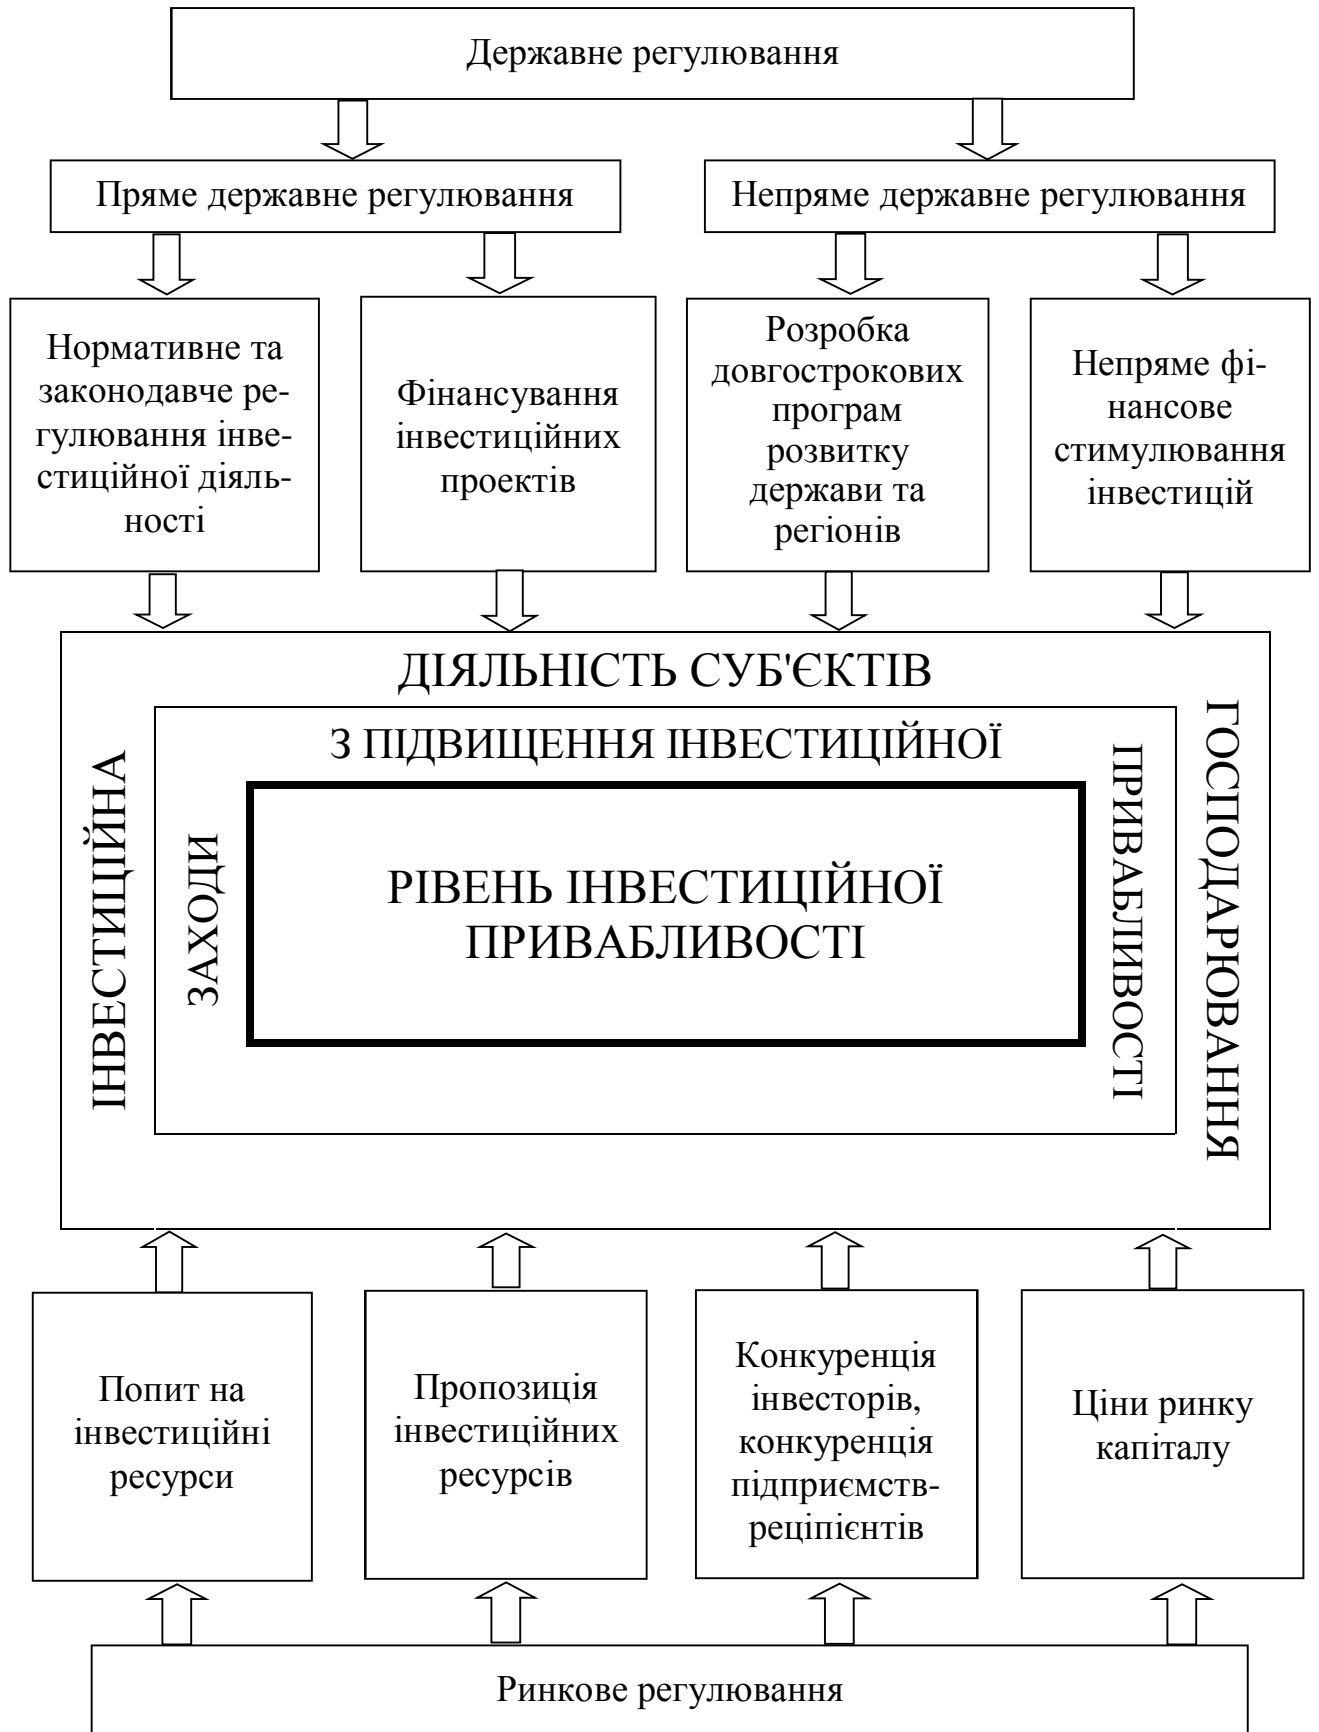 Державне регулювання
Пряме державне регулювання
Непряме державне регулювання
Нормативне та
законодавче ре-
гулювання інве-
стиційної діяль-
ності
Фінансування
інвестиційних
проектів
Розробка
довгострокових
програм
розвитку
держави та
регіонів
Непряме фі-
нансове
стимулювання
інвестицій
ІНВЕСТИЦІЙНА
ДІЯЛЬНІСТЬ СУБ'ЄКТІВ
ГОСПОДАРЮВАННЯ
ЗАХОДИ
З ПІДВИЩЕННЯ ІНВЕСТИЦІЙНОЇ
ПРИВАБЛИВОСТІ
РІВЕНЬ ІНВЕСТИЦІЙНОЇ
ПРИВАБЛИВОСТІ
Попит на
інвестиційні
ресурси
Пропозиція
інвестиційних
ресурсів
Конкуренція
інвесторів,
конкуренція
підприємств-
реціпієнтів
Ціни ринку
капіталу
Ринкове регулювання